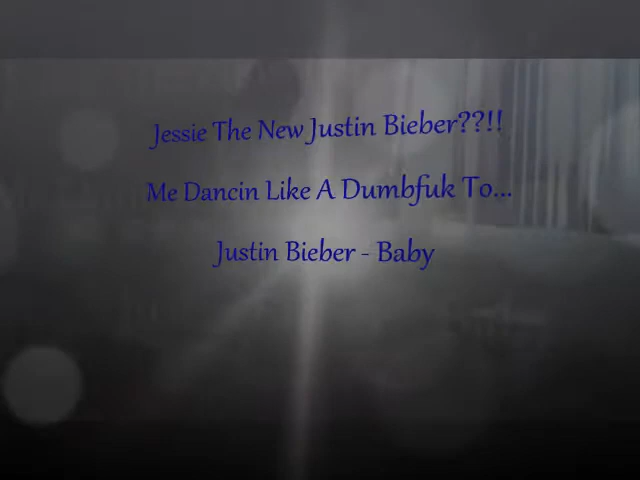 Jessie The New Justin Bieber??!!
Me Dancin Like A Dumbfuk To...
Justin Bieber - Baby